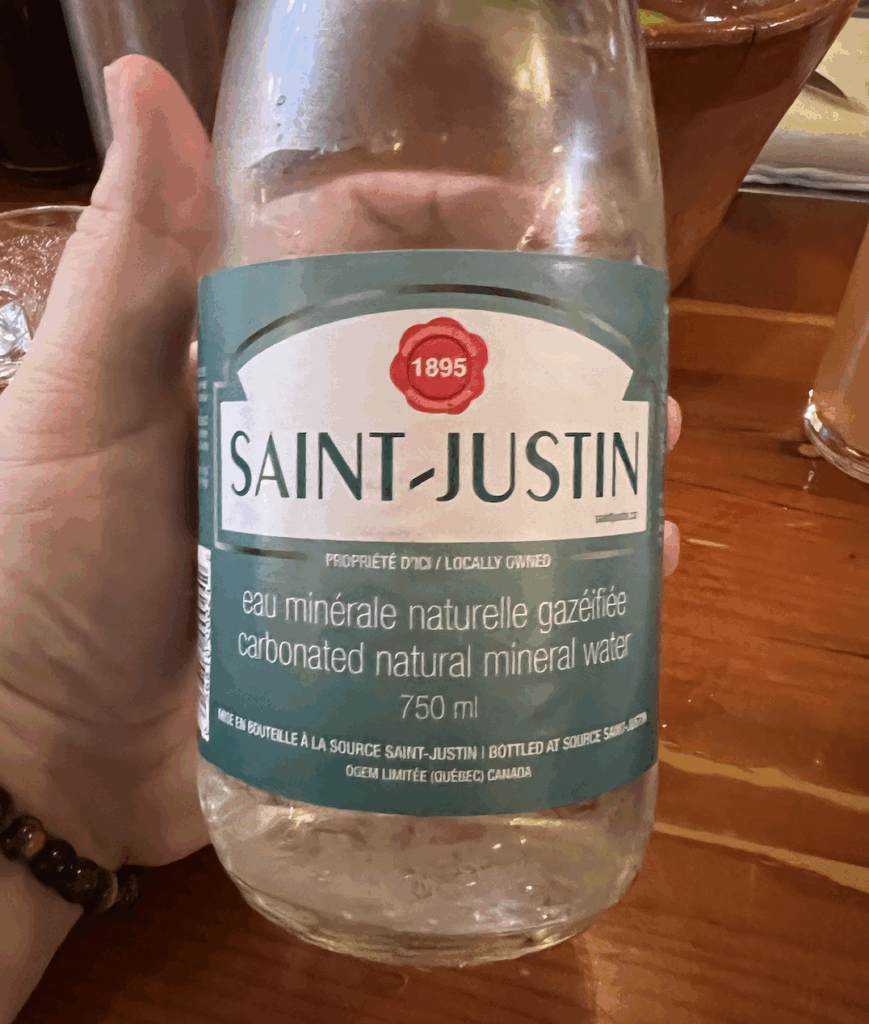 1895
SAINT-JUSTIN
PROPRIÉTÉ D'ICI / LOCALLY OWNED
eau minérale naturelle gazéifiée
carbonated natural mineral water
750 ml
MISE EN BOUTEILLE À LA SOURCE SAINT-JUSTIN | BOTTLED AT SOURCE SAINT-JUSTIN
OGEM LIMITÉE (QUÉBEC) CANADA